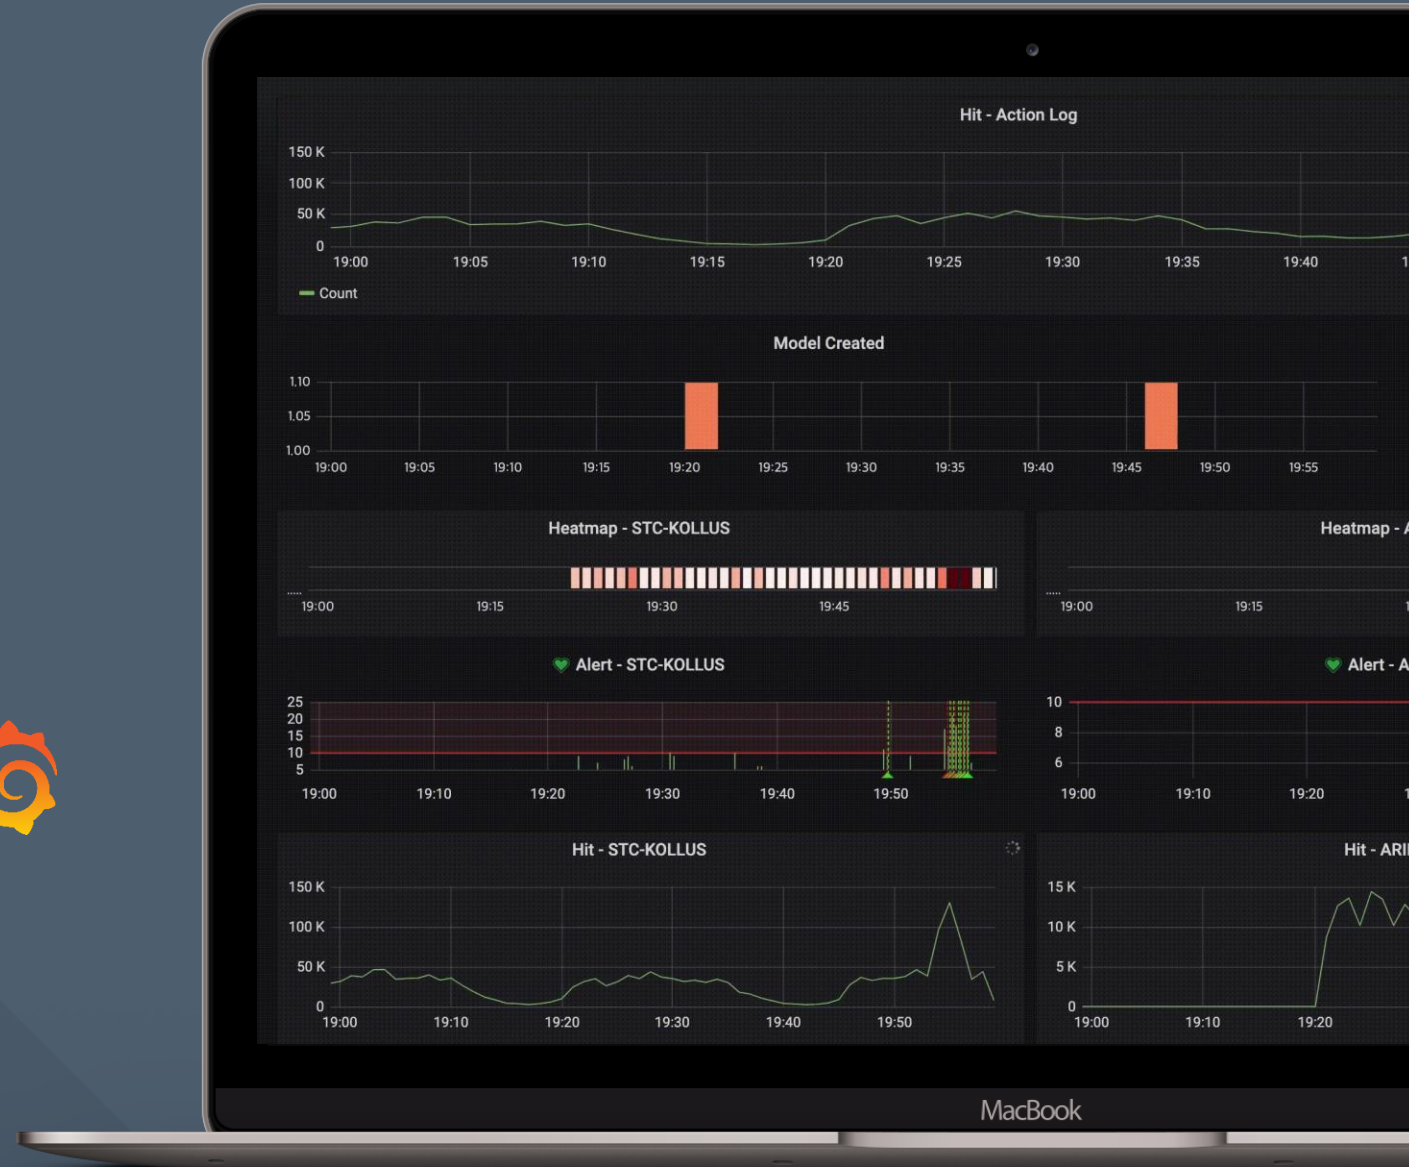 Hit - Action Log
150 K
100 K
50 K
0
19:00 19:05 19:10 19:15 19:20 19:25 19:30 19:35 19:40
Count
Model Created
1.10
1.05
1.00
19:00 19:05 19:10 19:15 19:20 19:25 19:30 19:35 19:40 19:45 19:50 19:55
Heatmap - STC-KOLLUS
19:00 19:15 19:30 19:45
Heatmap - A
19:00 19:15
Alert - STC-KOLLUS
25
20
15
10
5
19:00 19:10 19:20 19:30 19:40 19:50
Alert - A
10
8
6
19:00 19:10 19:20
Hit - STC-KOLLUS
150 K
100 K
50 K
0
19:00 19:10 19:20 19:30 19:40 19:50
Hit - ARI
15 K
10 K
5 K
0
19:00 19:10 19:20
MacBook